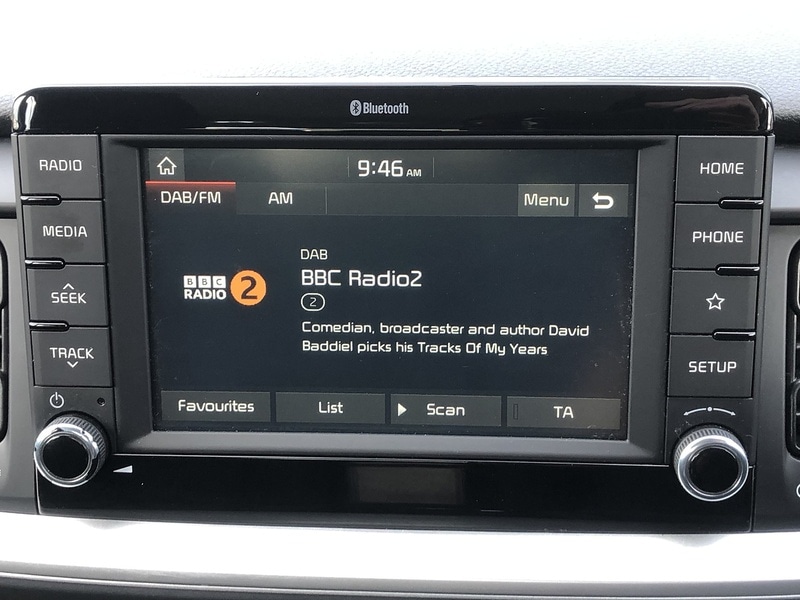 Bluetooth
RADIO
MEDIA
SEEK
TRACK
9:46 AM
DAB/FM
AM
Menu
BBC
RADIO 2
DAB
BBC Radio2
2
Comedian, broadcaster and author David
Baddiel picks his Tracks Of My Years
Favourites
List
Scan
TA
HOME
PHONE
SETUP